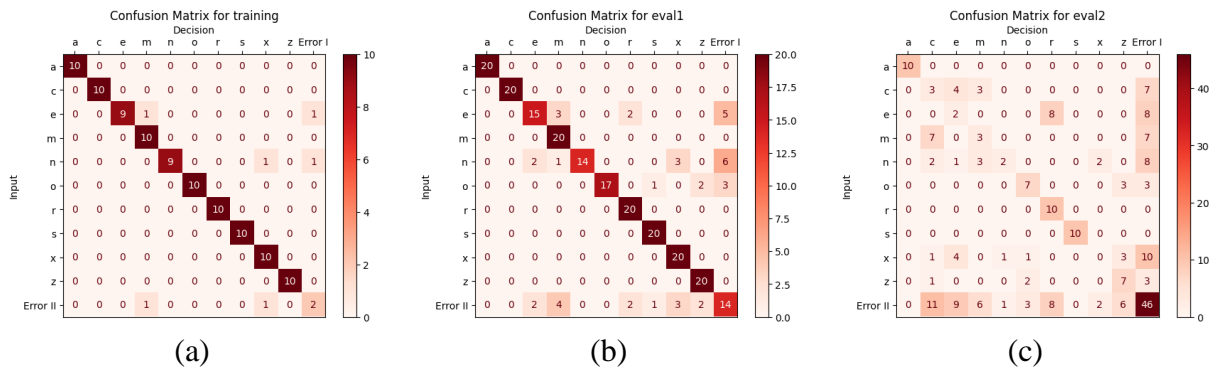 Confusion Matrix for training
Decision
a c e m n o r s x z Error I
Input
a 10 0 0 0 0 0 0 0 0 0 0
c 0 10 0 0 0 0 0 0 0 0 0
e 0 0 9 1 0 0 0 0 0 0 1
m 0 0 0 10 0 0 0 0 0 0 0
n 0 0 0 0 9 0 0 0 1 0 1
o 0 0 0 0 0 10 0 0 0 0 0
r 0 0 0 0 0 0 10 0 0 0 0
s 0 0 0 0 0 0 0 10 0 0 0
x 0 0 0 0 0 0 0 0 10 0 0
z 0 0 0 0 0 0 0 0 0 10 0
Error II 0 0 0 1 0 0 0 0 1 0 2
10
8
6
4
2
0
(a)
Confusion Matrix for eval1
Decision
a c e m n o r s x z Error I
Input
a 20 0 0 0 0 0 0 0 0 0 0
c 0 20 0 0 0 0 0 0 0 0 0
e 0 0 15 3 0 0 2 0 0 0 5
m 0 0 0 20 0 0 0 0 0 0 0
n 0 0 2 1 14 0 0 0 3 0 6
o 0 0 0 0 0 17 0 1 0 2 3
r 0 0 0 0 0 0 20 0 0 0 0
s 0 0 0 0 0 0 0 20 0 0 0
x 0 0 0 0 0 0 0 0 20 0 0
z 0 0 0 0 0 0 0 0 0 20 0
Error II 0 0 2 4 0 0 2 1 3 2 14
20.0
17.5
15.0
12.5
10.0
7.5
5.0
2.5
0.0
(b)
Confusion Matrix for eval2
Decision
a c e m n o r s x z Error I
Input
a 10 0 0 0 0 0 0 0 0 0 0
c 0 3 4 3 0 0 0 0 0 0 7
e 0 0 2 0 0 0 8 0 0 0 8
m 0 7 0 3 0 0 0 0 0 0 7
n 0 2 1 3 2 0 0 0 2 0 8
o 0 0 0 0 0 7 0 0 0 3 3
r 0 0 0 0 0 0 10 0 0 0 0
s 0 0 0 0 0 0 0 10 0 0 0
x 0 1 4 0 1 1 0 0 0 3 10
z 0 1 0 0 0 2 0 0 0 7 3
Error II 0 11 9 6 1 3 8 0 2 6 46
40
30
20
10
0
(c)